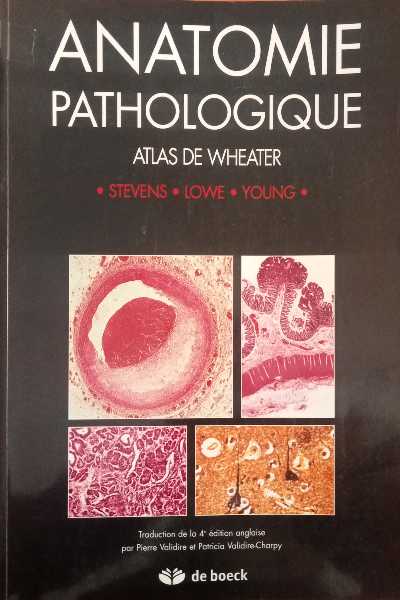 ANATOMIE
PATHOLOGIQUE
ATLAS DE WHEATER
• STEVENS • LOWE • YOUNG •
Traduction de la 4e édition anglaise
par Pierre Validire et Patricia Validire-Charpy
de boeck